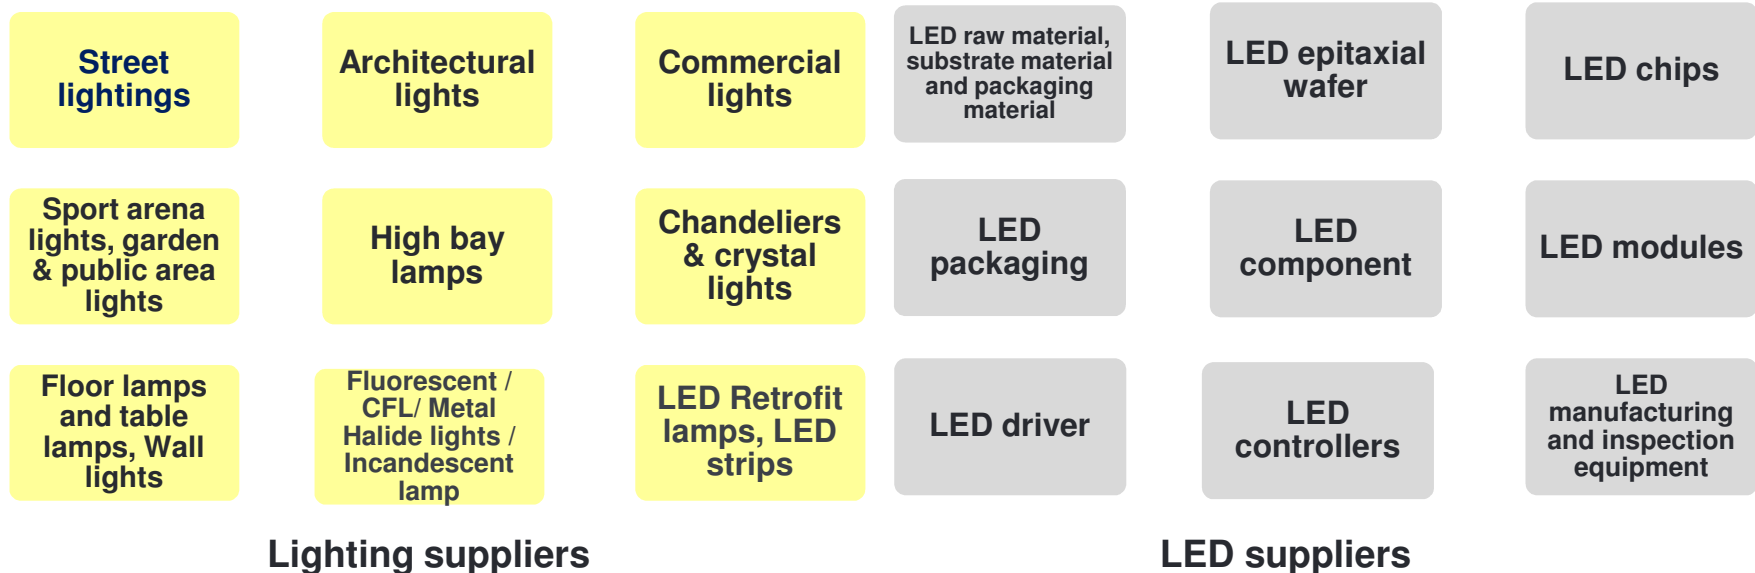 Street
lightings
Architectural
lights
Commercial
lights
LED raw material,
substrate material
and packaging
material
LED epitaxial
wafer
LED chips
Sport arena
lights, garden
& public area
lights
High bay
lamps
Chandeliers
& crystal
lights
LED
packaging
LED
component
LED modules
Floor lamps
and table
lamps, Wall
lights
Fluorescent /
CFL/ Metal
Halide lights /
Incandescent
lamp
LED Retrofit
lamps, LED
strips
LED driver
LED
controllers
LED
manufacturing
and inspection
equipment
Lighting suppliers
LED suppliers